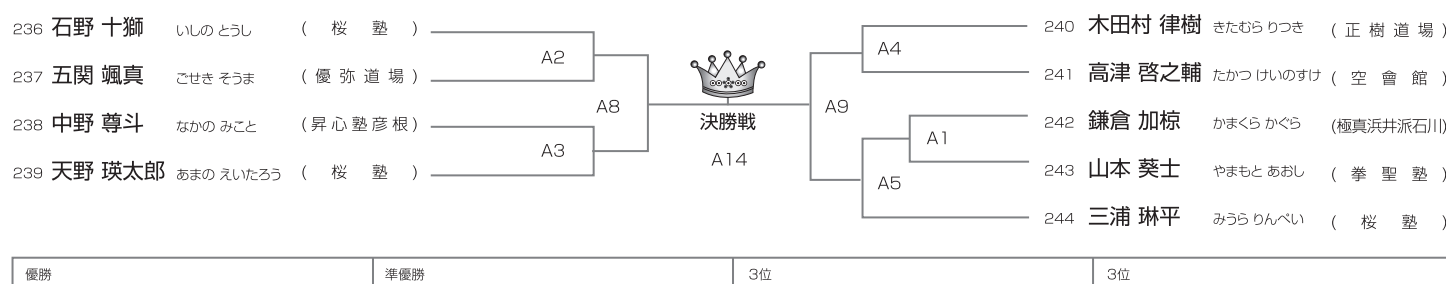 236 石野 十獅 いしの とうし ( 桜 塾 )
237 五関 颯真 ごせき そうま ( 優 弥 道 場 )
238 中野 尊斗 なかの みこと ( 昇 心 塾 彦 根 )
239 天野 瑛太郎 あまの えいたろう ( 桜 塾 )
A2
A3
A8
決勝戦
A14
A9
A4
A1
A5
240 木田村 律樹 きたむら りつき ( 正 樹 道 場 )
241 高津 啓之輔 たかつ けいのすけ ( 空 會 館 )
242 鎌倉 加椋 かまくら かぐら (極真浜井派石川)
243 山本 葵士 やまもと あおし ( 拳 聖 塾 )
244 三浦 琳平 みうら りんぺい ( 桜 塾 )
優勝 準優勝 3位 3位